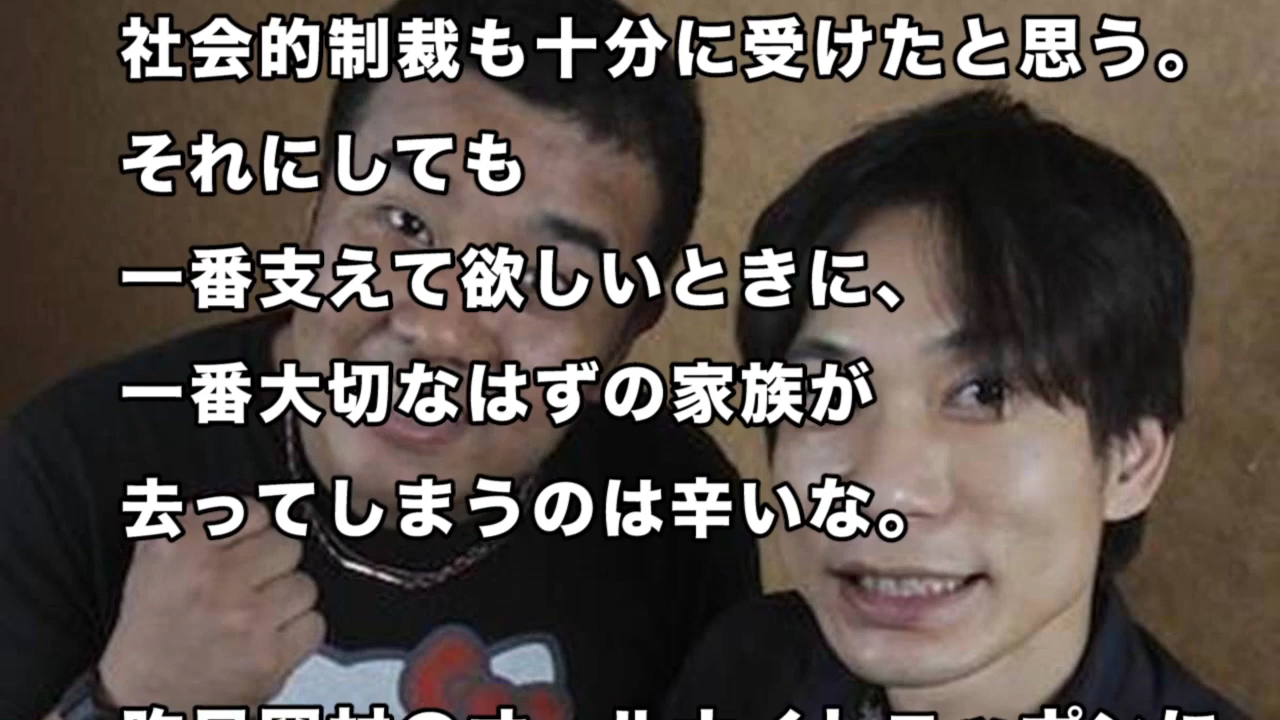 社会的制裁も十分に受けたと思う。
それにしても
一番支えて欲しいときに、
一番大切なはずの家族が
去ってしまうのは辛いな。